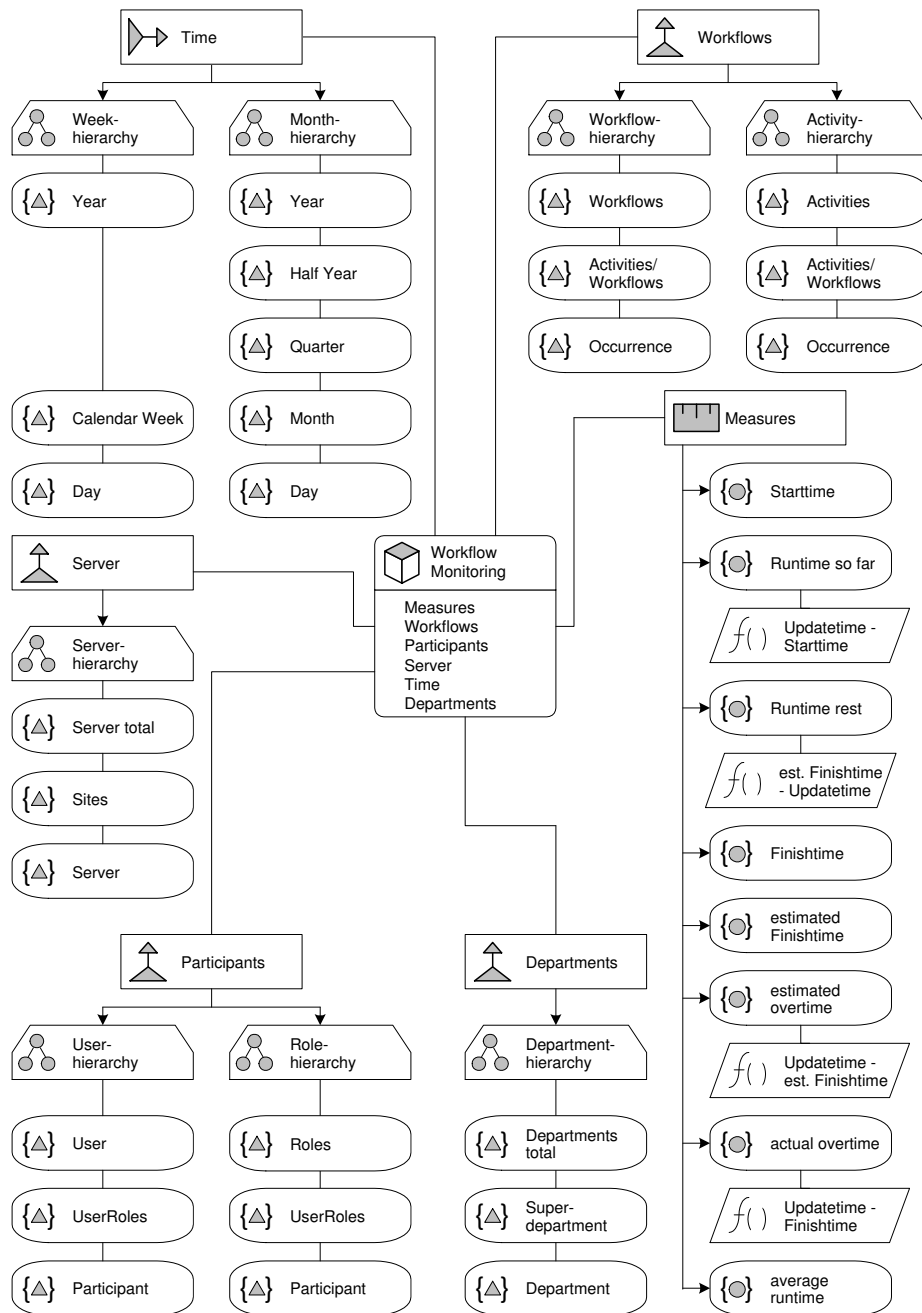 Time
Week-
hierarchy
Year
Calendar Week
Day
Month-
hierarchy
Year
Half Year
Quarter
Month
Day
Workflows
Workflow-
hierarchy
Workflows
Activities/
Workflows
Occurrence
Activity-
hierarchy
Activities
Activities/
Workflows
Occurrence
Server
Server-
hierarchy
Server total
Sites
Server
Workflow
Monitoring
Measures
Workflows
Participants
Server
Time
Departments
Measures
Starttime
Runtime so far
f( ) Updatetime -
Starttime
Runtime rest
f( ) est. Finishtime
- Updatetime
Finishtime
estimated
Finishtime
estimated
overtime
f( ) Updatetime -
est. Finishtime
actual overtime
f( ) Updatetime -
Finishtime
average
runtime
Participants
User-
hierarchy
User
UserRoles
Participant
Role-
hierarchy
Roles
UserRoles
Participant
Departments
Department-
hierarchy
Departments
total
Super-
department
Department